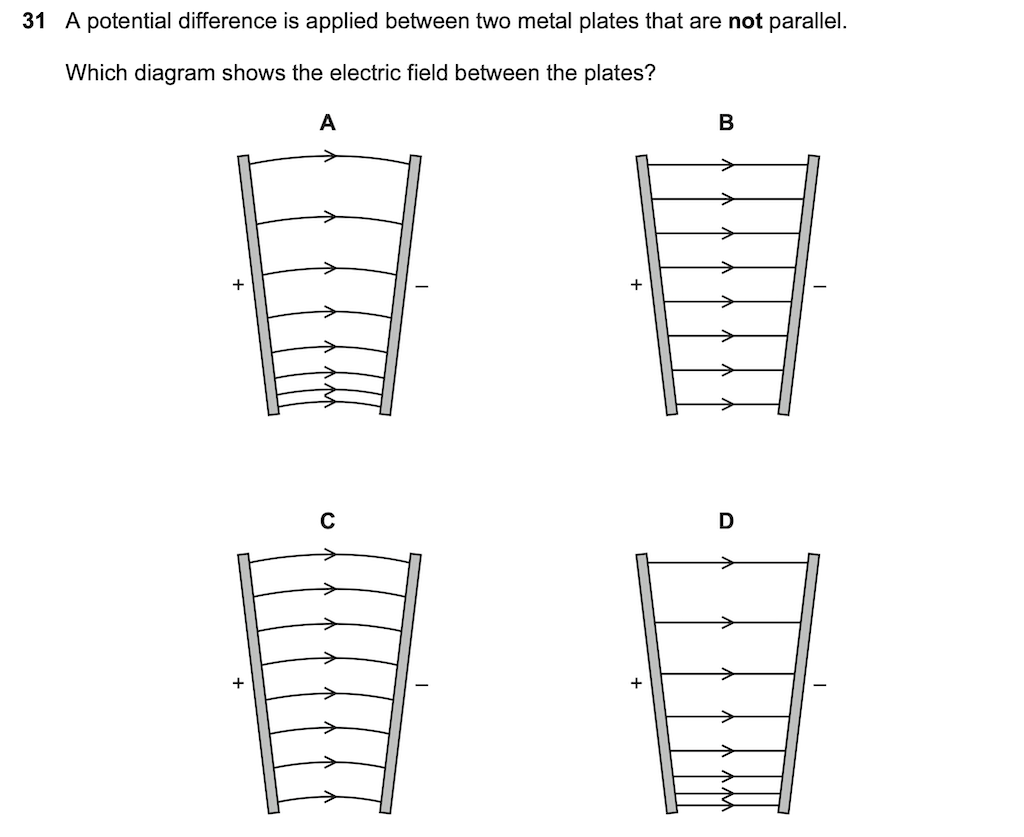 31 A potential difference is applied between two metal plates that are not parallel.
Which diagram shows the electric field between the plates?
A
B
+
–
+
–
C
D
+
–
+
–